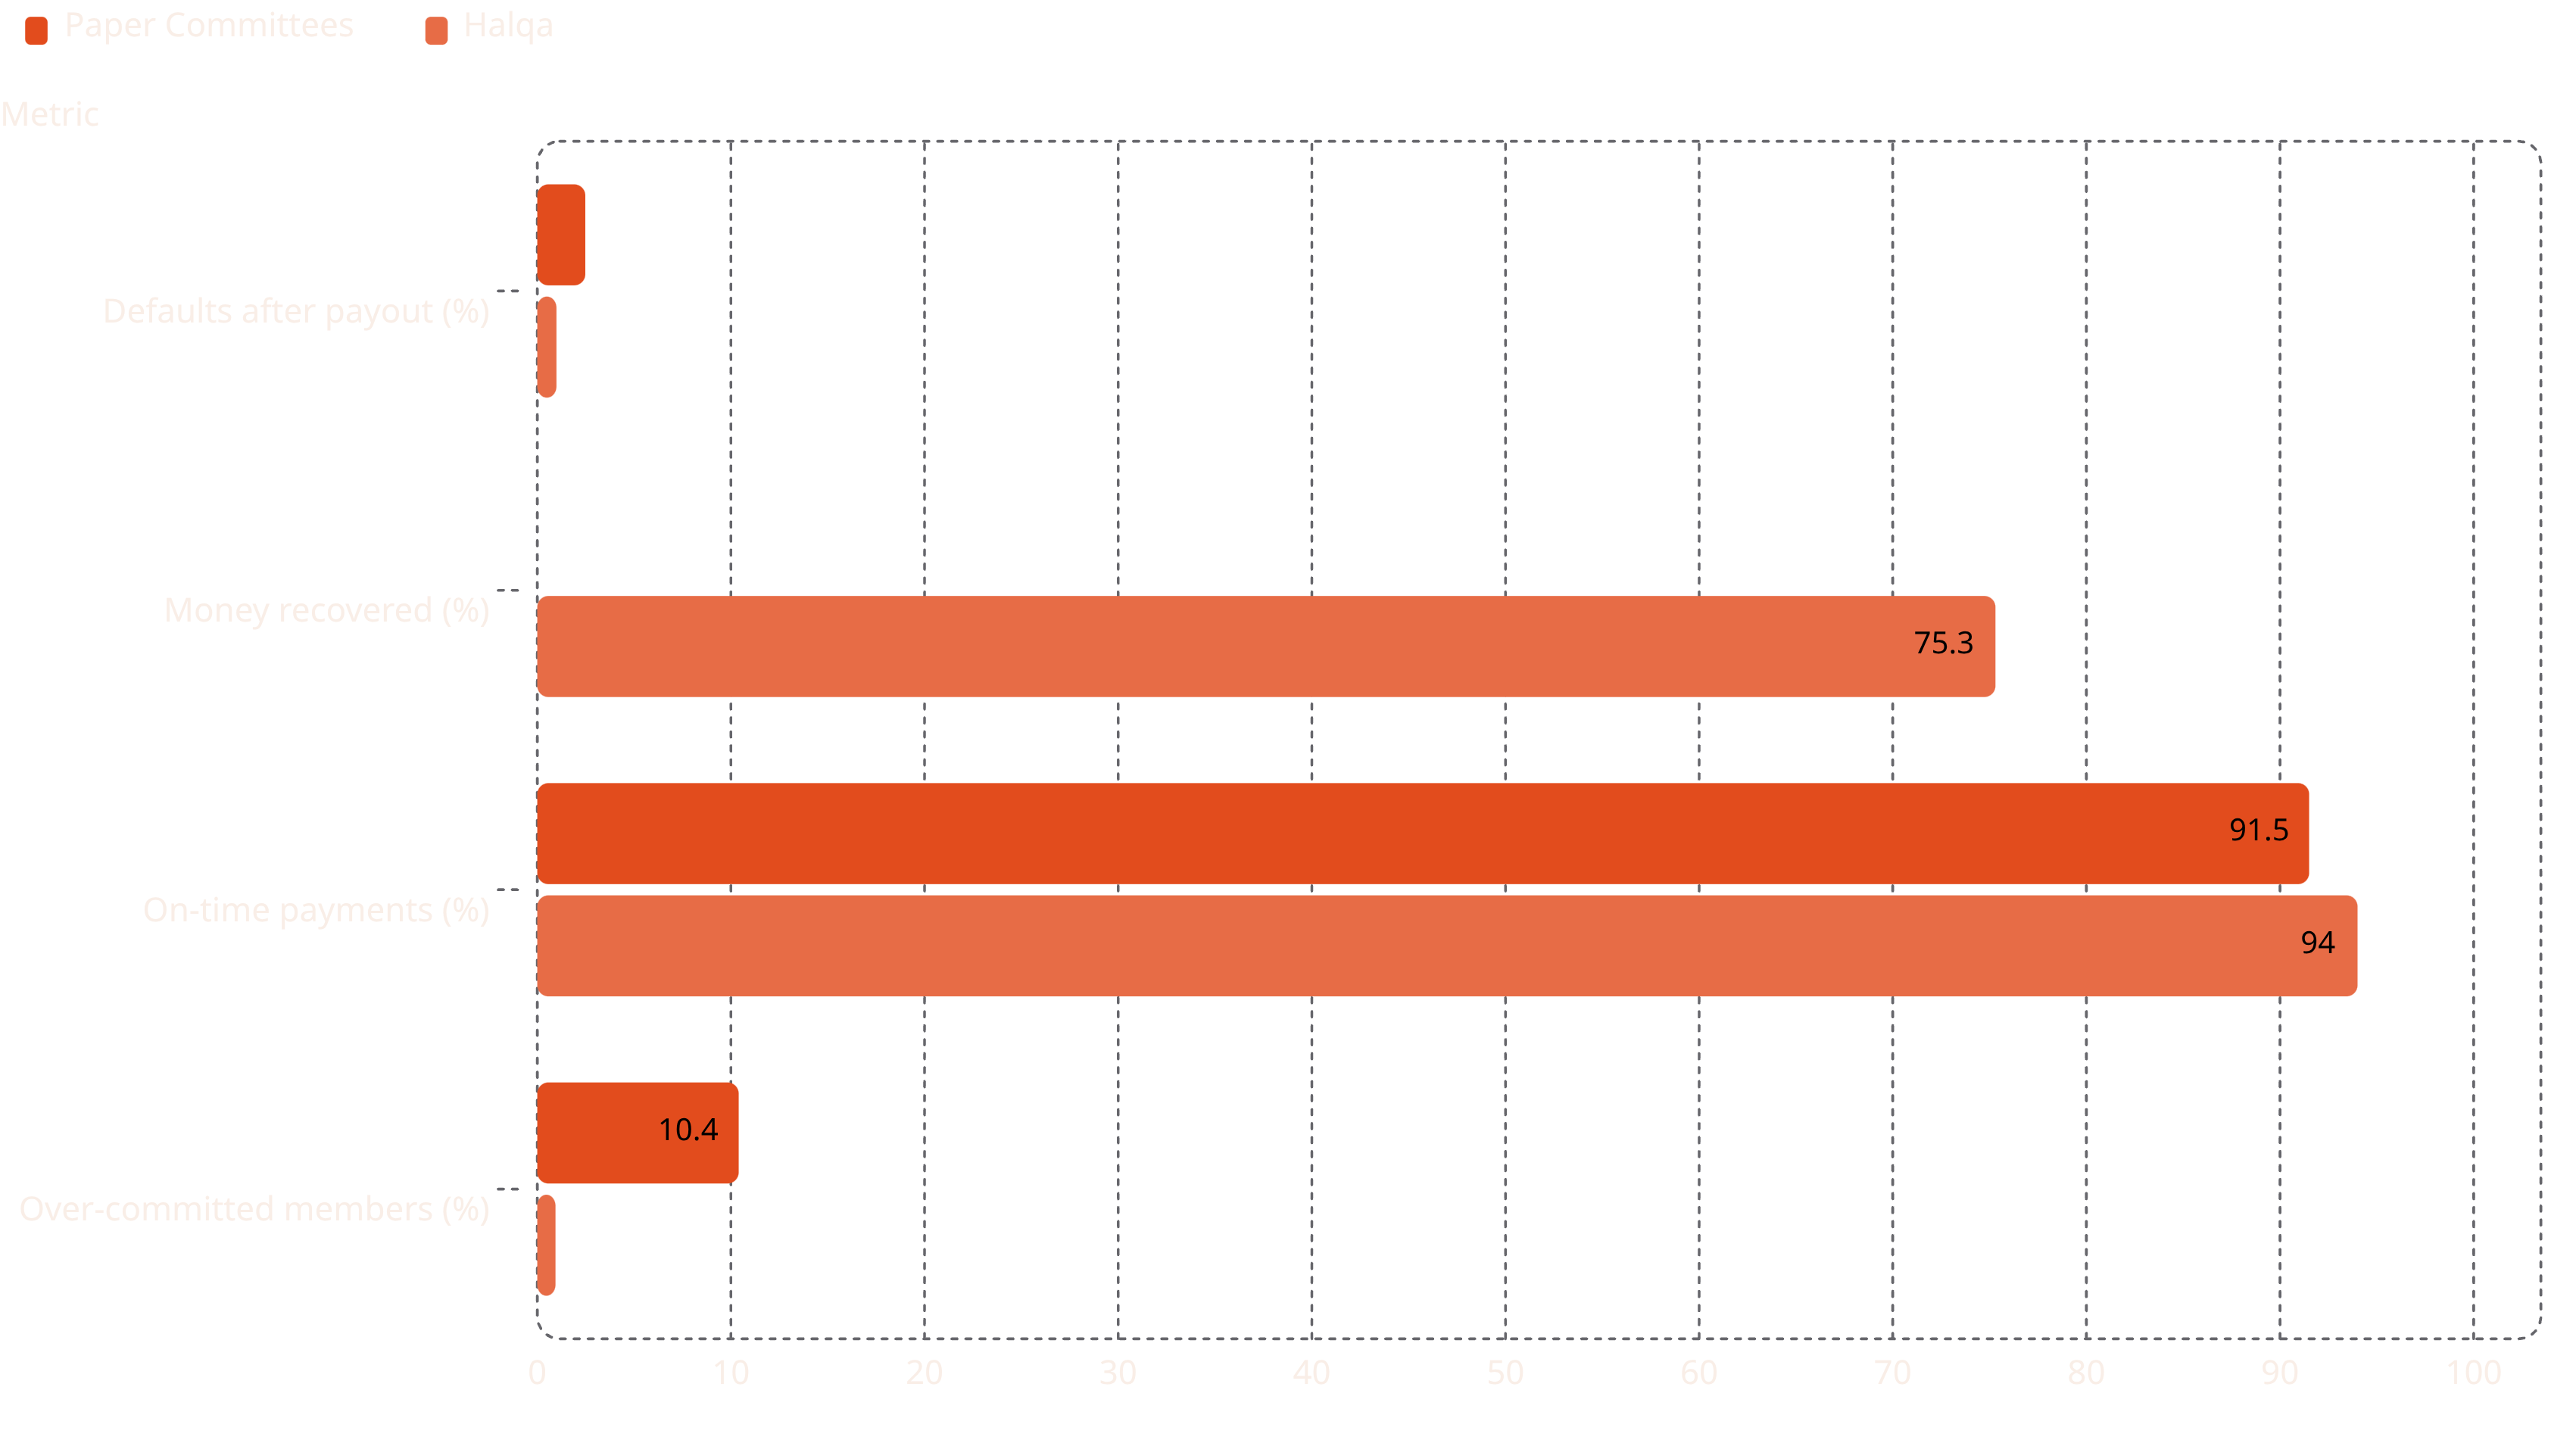 Paper Committees
Halqa
Metric
Defaults after payout (%)
Money recovered (%)
75.3
91.5
On-time payments (%)
94
10.4
Over-committed members (%)
0 10 20 30 40 50 60 70 80 90 100